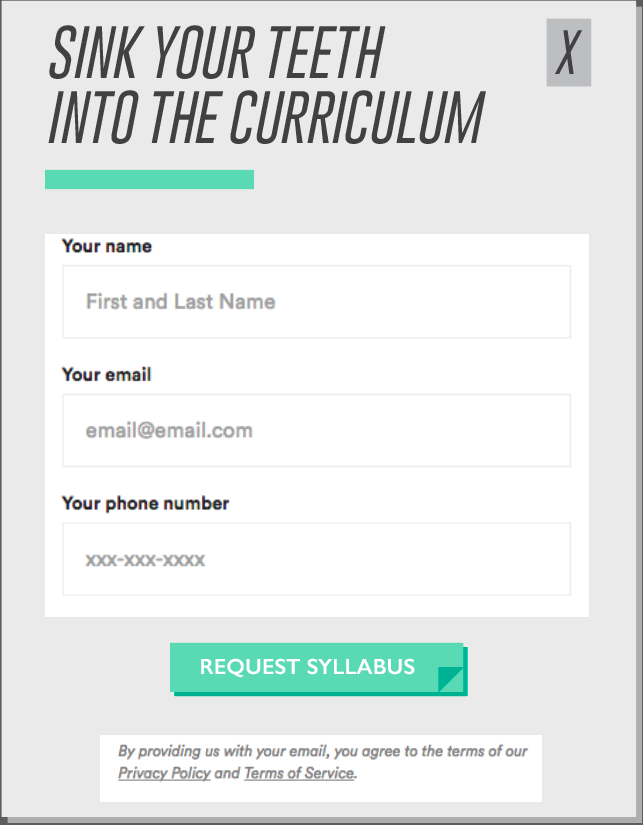 SINK YOUR TEETH
INTO THE CURRICULUM
X
Your name
First and Last Name
Your email
email@email.com
Your phone number
xxx-xxx-xxxx
REQUEST SYLLABUS
By providing us with your email, you agree to the terms of our
Privacy Policy and Terms of Service.